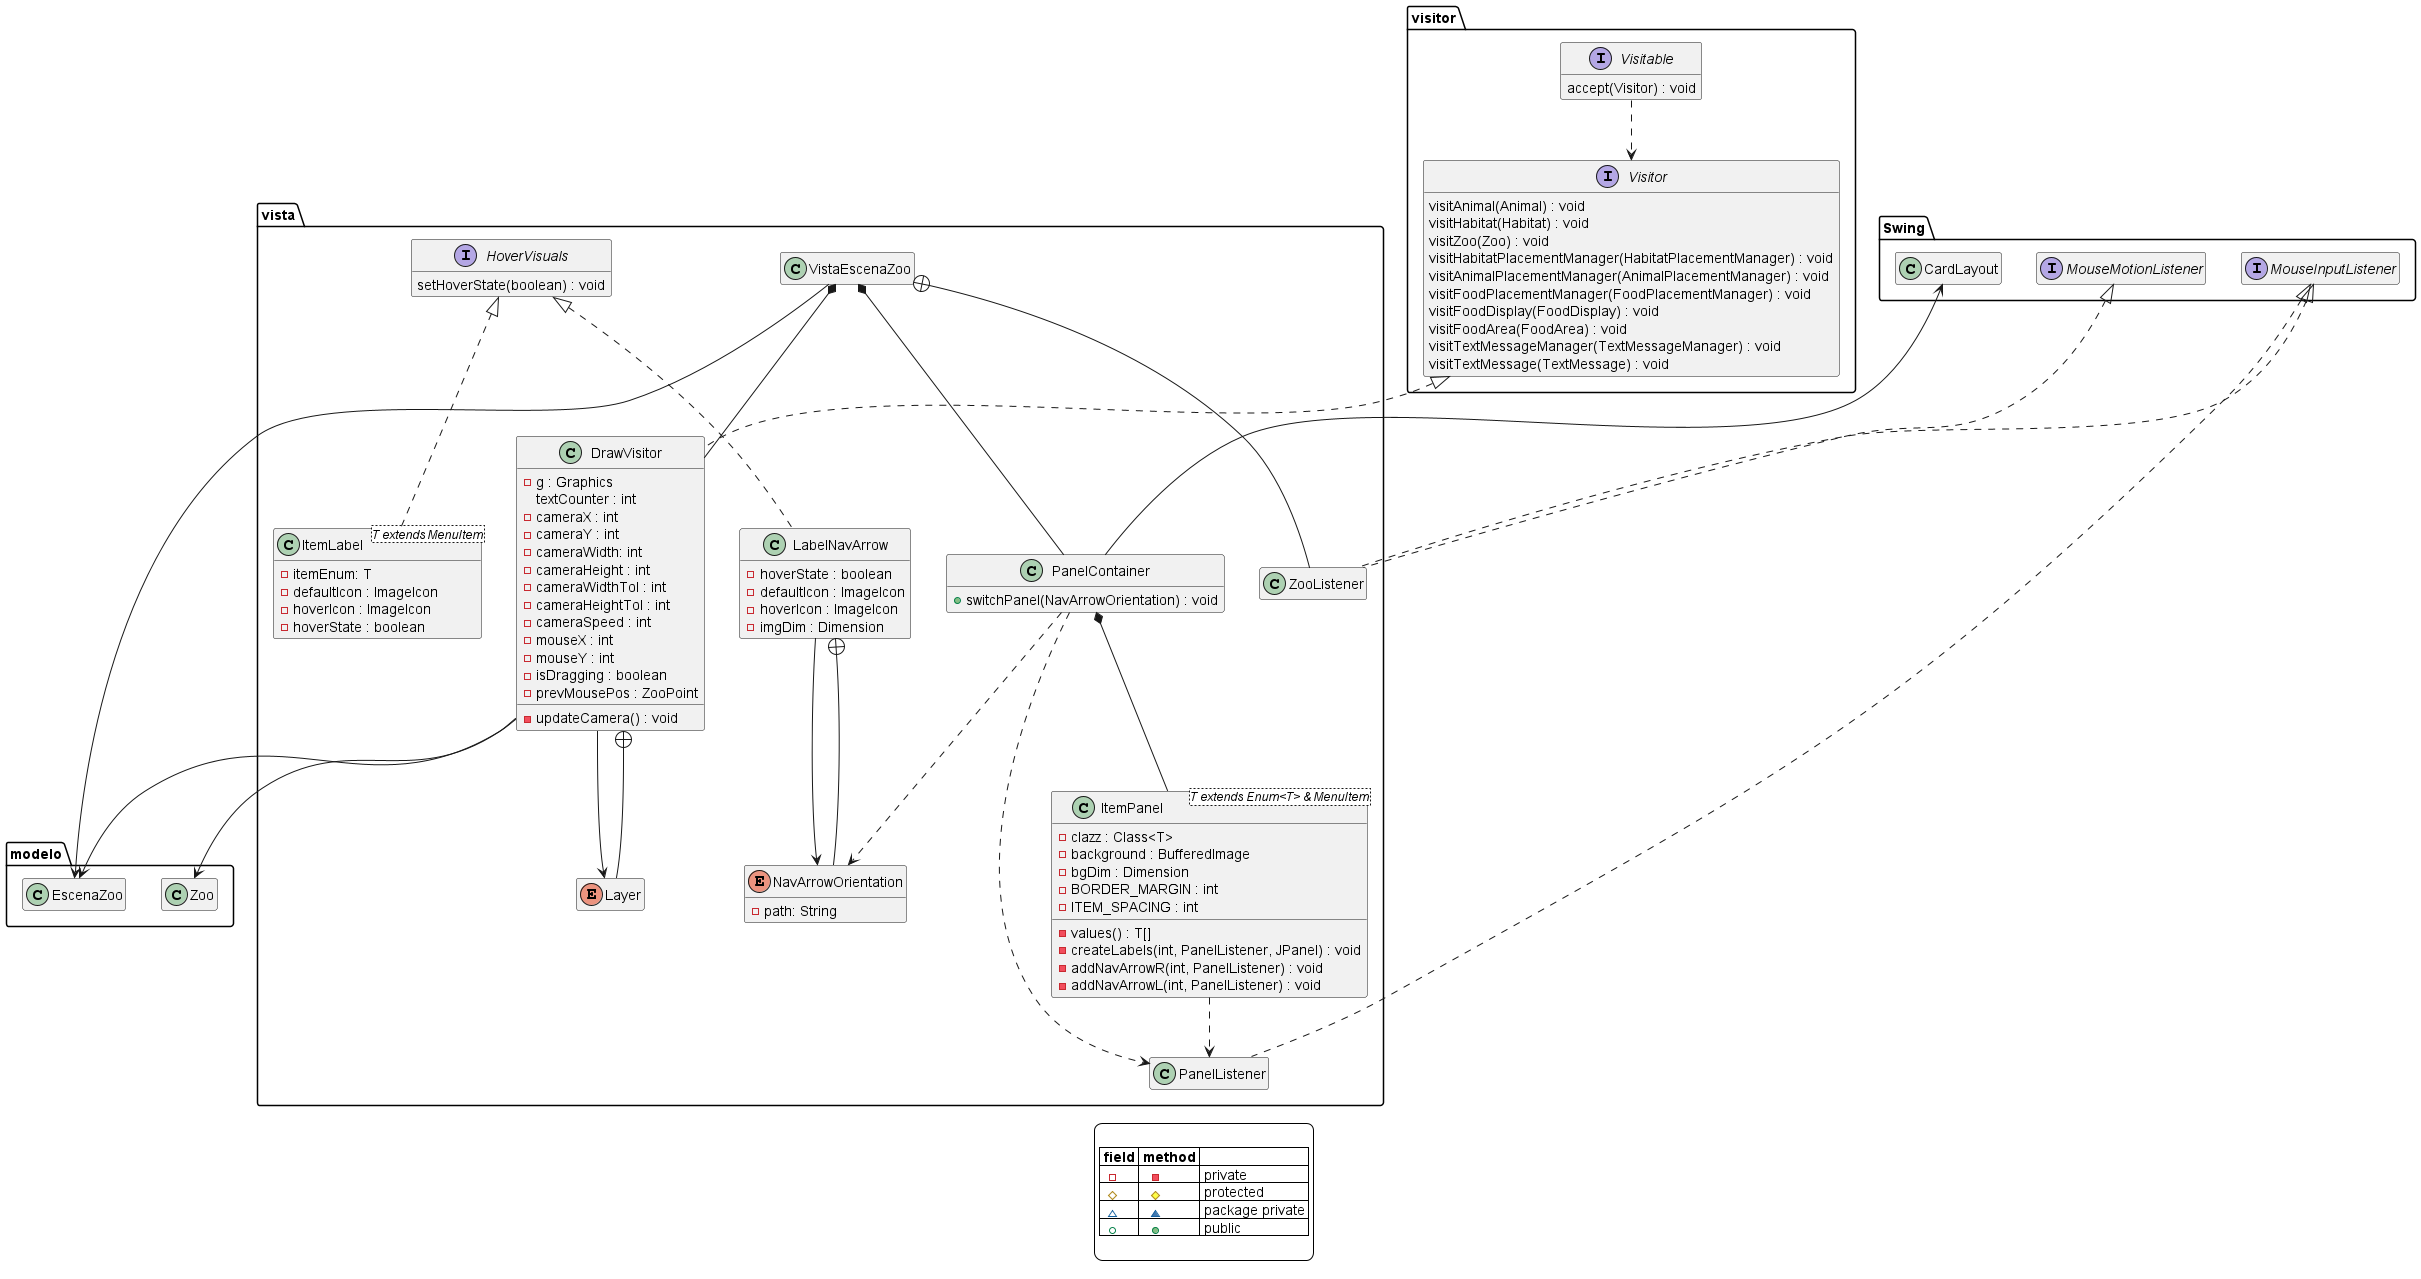 visitor
Visitable
accept(Visitor) : void
Visitor
visitAnimal(Animal) : void
visitHabitat(Habitat) : void
visitZoo(Zoo) : void
visitHabitatPlacementManager(HabitatPlacementManager) : void
visitAnimalPlacementManager(AnimalPlacementManager) : void
visitFoodPlacementManager(FoodPlacementManager) : void
visitFoodDisplay(FoodDisplay) : void
visitFoodArea(FoodArea) : void
visitTextMessageManager(TextMessageManager) : void
visitTextMessage(TextMessage) : void
Swing
CardLayout
MouseMotionListener
MouseInputListener
vista
HoverVisuals
setHoverState(boolean) : void
VistaEscenaZoo
DrawVisitor
g : Graphics
textCounter : int
cameraX : int
cameraY : int
cameraWidth: int
cameraHeight : int
cameraWidthTol : int
cameraHeightTol : int
cameraSpeed : int
mouseX : int
mouseY : int
isDragging : boolean
prevMousePos : ZooPoint
updateCamera() : void
ItemLabel
T extends MenuItem
itemEnum: T
defaultIcon : ImageIcon
hoverIcon : ImageIcon
hoverState : boolean
LabelNavArrow
hoverState : boolean
defaultIcon : ImageIcon
hoverIcon : ImageIcon
imgDim : Dimension
PanelContainer
switchPanel(NavArrowOrientation) : void
ZooListener
ItemPanel
T extends Enum<T> & MenuItem
clazz : Class<T>
background : BufferedImage
bgDim : Dimension
BORDER_MARGIN : int
ITEM_SPACING : int
values() : T[]
createLabels(int, PanelListener, JPanel) : void
addNavArrowR(int, PanelListener) : void
addNavArrowL(int, PanelListener) : void
modelo
EscenaZoo
Zoo
Layer
NavArrowOrientation
path: String
PanelListener
field method
private
protected
package private
public